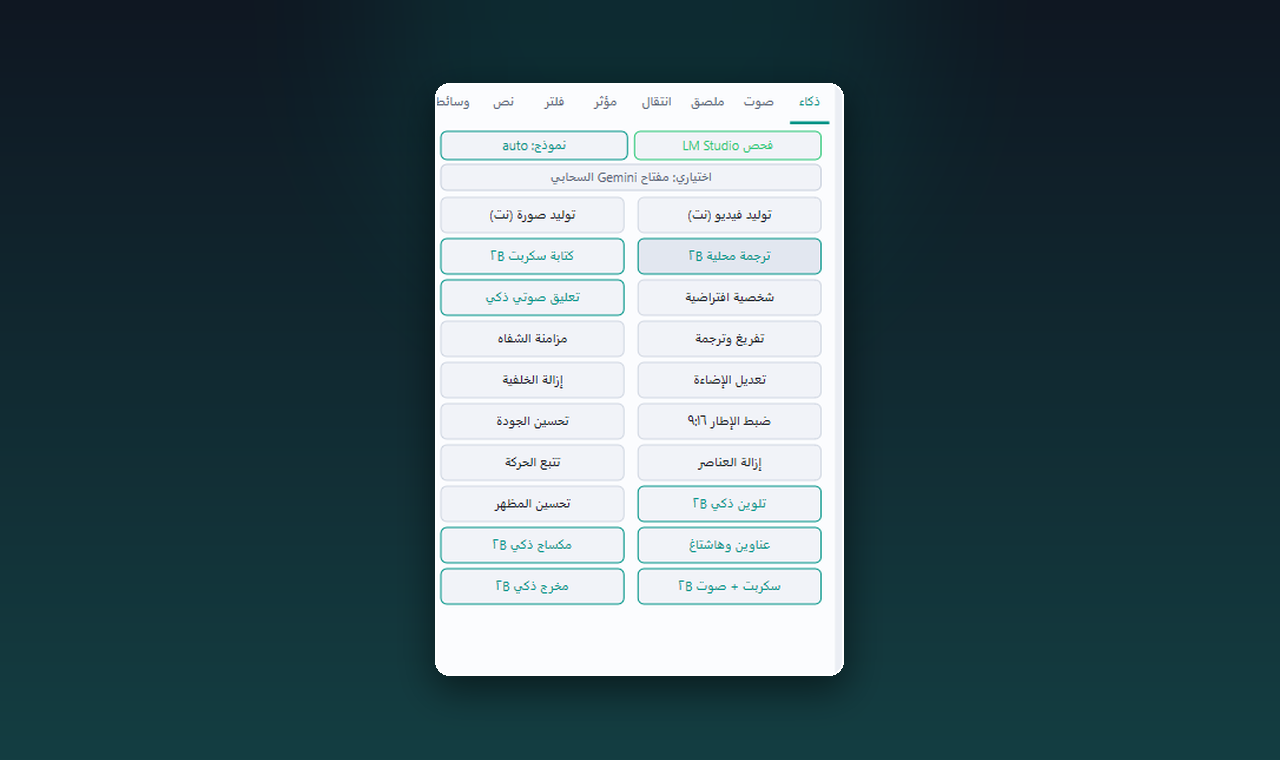 ذكاء صوت ملصق انتقال مؤثر فلتر نص وسائط
فحص LM Studio نموذج: auto
اختياري: مفتاح Gemini السحابي
توليد فيديو (نت) توليد صورة (نت)
ترجمة محلية ٢B كتابة سكربت ٢B
شخصية افتراضية تعليق صوتي ذكي
تفريغ وترجمة مزامنة الشفاه
تعديل الإضاءة إزالة الخلفية
ضبط الإطار ٩:١٦ تحسين الجودة
إزالة العناصر تتبع الحركة
تلوين ذكي ٢B تحسين المظهر
عناوين وهاشتاغ مكساج ذكي ٢B
سكربت + صوت ٢B مخرج ذكي ٢B